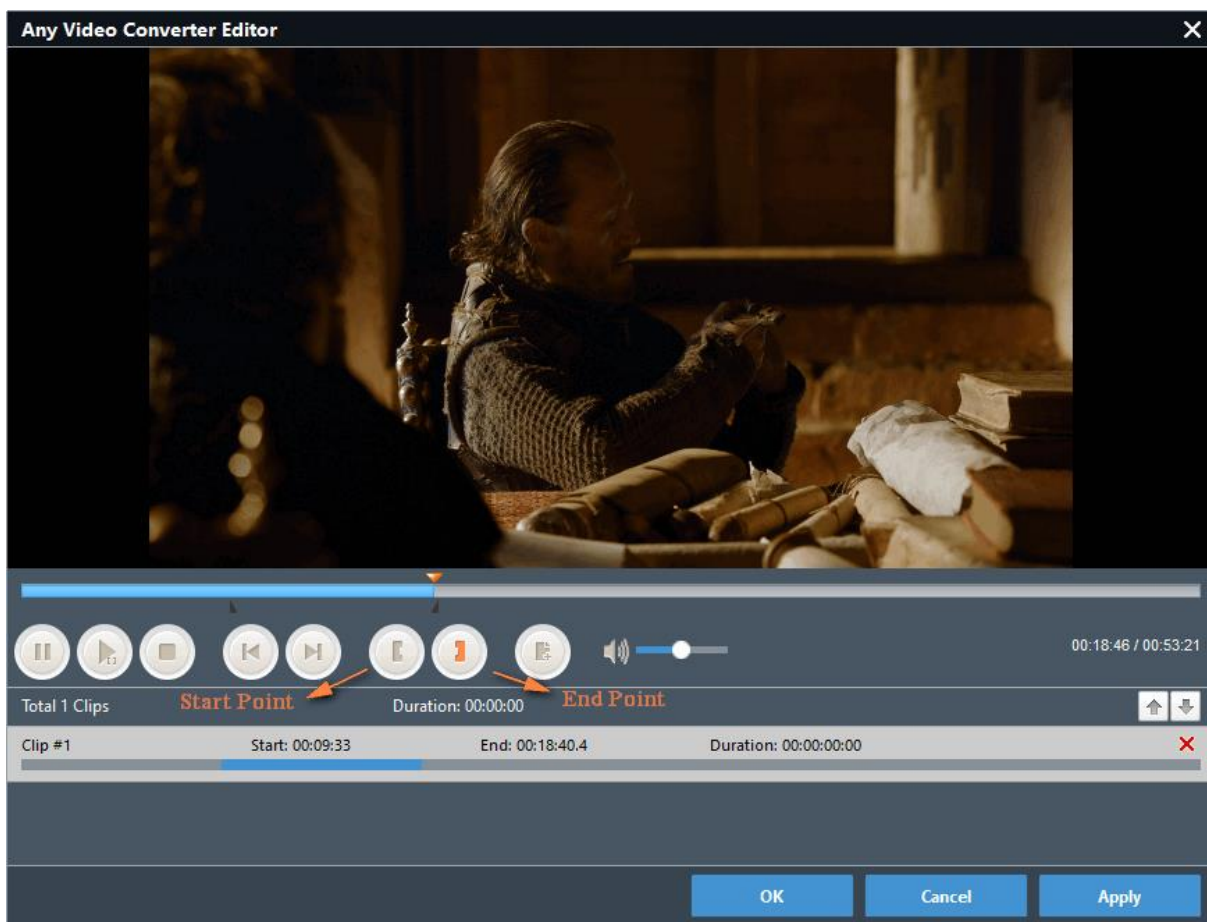 Any Video Converter Editor
00:18:46 / 00:53:21
Start Point
End Point
Total 1 Clips
Duration: 00:00:00
Clip #1 Start: 00:09:33 End: 00:18:40.4 Duration: 00:00:00:00
OK Cancel Apply